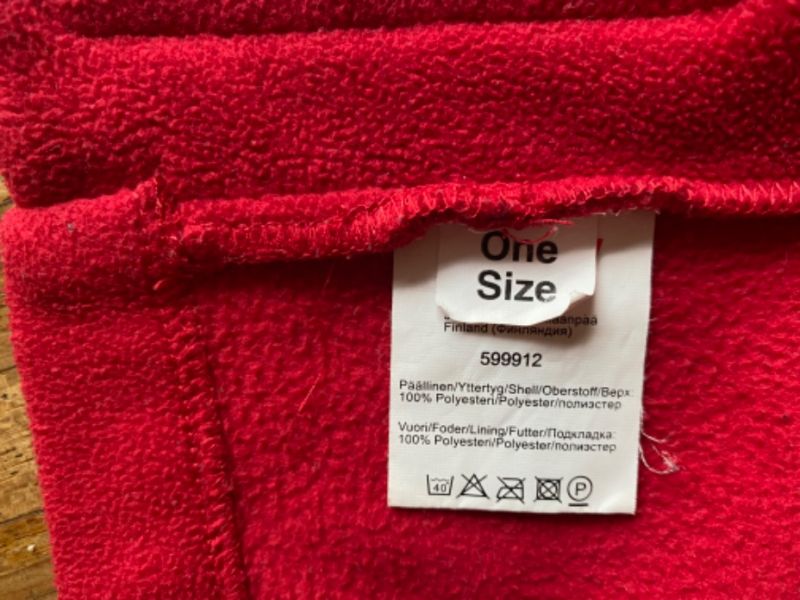 One
Size
Finland (Финляндия)
599912
Päällinen/Yttertyg/Shell/Oberstoff/Верх:
100% Polyesteri/Polyester/полиэстер
Vuori/Foder/Lining/Futter/Подкладка:
100% Polyesteri/Polyester/полиэстер
40
P